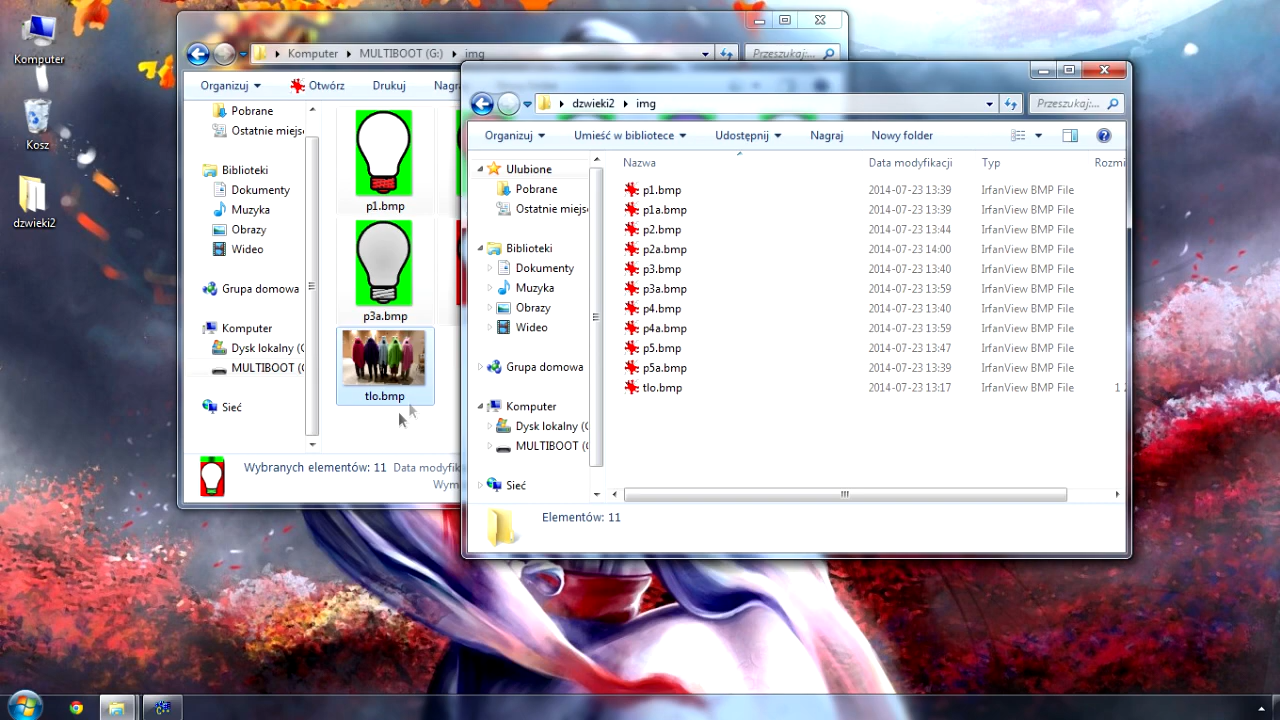 Komputer
Kosz
dzwieki2
Komputer MULTIBOOT (G:) img
Przeszukaj:...
Organizuj Otwórz Drukuj Nagra
Pobrane
Ostatnie miejs
Biblioteki
Dokumenty
Muzyka
Obrazy
Wideo
Grupa domowa
Komputer
Dysk lokalny (C
MULTIBOOT (G
Sieć
p1.bmp
p3a.bmp
tlo.bmp
Wybranych elementów: 11 Data modyfik
Wym
dzwieki2 img
Przeszukaj:...
Organizuj Umieść w bibliotece Udostępnij Nagraj Nowy folder
Ulubione
Pobrane
Ostatnie miejs
Biblioteki
Dokumenty
Muzyka
Obrazy
Wideo
Grupa domowa
Komputer
Dysk lokalny (C
MULTIBOOT (
Sieć
Nazwa Data modyfikacji Typ Rozmi
p1.bmp 2014-07-23 13:39 IrfanView BMP File
p1a.bmp 2014-07-23 13:39 IrfanView BMP File
p2.bmp 2014-07-23 13:44 IrfanView BMP File
p2a.bmp 2014-07-23 14:00 IrfanView BMP File
p3.bmp 2014-07-23 13:40 IrfanView BMP File
p3a.bmp 2014-07-23 13:59 IrfanView BMP File
p4.bmp 2014-07-23 13:40 IrfanView BMP File
p4a.bmp 2014-07-23 13:59 IrfanView BMP File
p5.bmp 2014-07-23 13:47 IrfanView BMP File
p5a.bmp 2014-07-23 13:39 IrfanView BMP File
tlo.bmp 2014-07-23 13:17 IrfanView BMP File 1
Elementów: 11